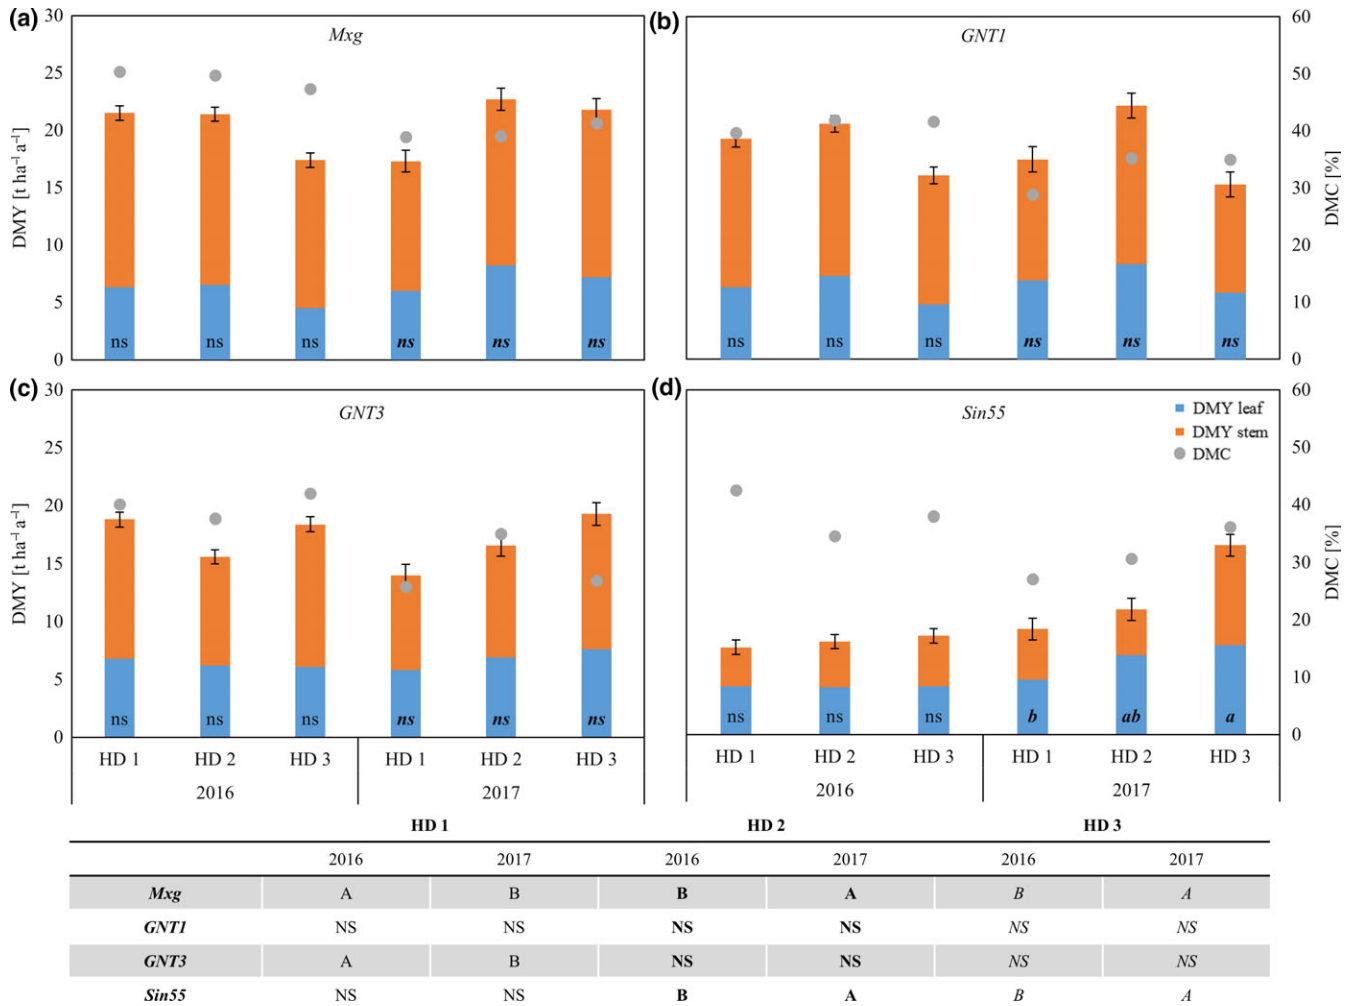 (a)
Mxg
30
25
20
15
10
5
0
DMY [t ha⁻¹ a⁻¹]
ns ns ns ns ns ns
(b)
GNT1
60
50
40
30
20
10
0
DMC [%]
ns ns ns ns ns ns
(c)
GNT3
30
25
20
15
10
5
0
DMY [t ha⁻¹ a⁻¹]
ns ns ns ns ns ns
HD 1 HD 2 HD 3 HD 1 HD 2 HD 3
2016 2017
(d)
Sin55
DMY leaf
DMY stem
DMC
60
50
40
30
20
10
0
DMC [%]
ns ns ns b ab a
HD 1 HD 2 HD 3 HD 1 HD 2 HD 3
2016 2017
HD 1 HD 2 HD 3
2016 2017 2016 2017 2016 2017
Mxg A B B A B A
GNT1 NS NS NS NS NS NS
GNT3 A B NS NS NS NS
Sin55 NS NS B A B A